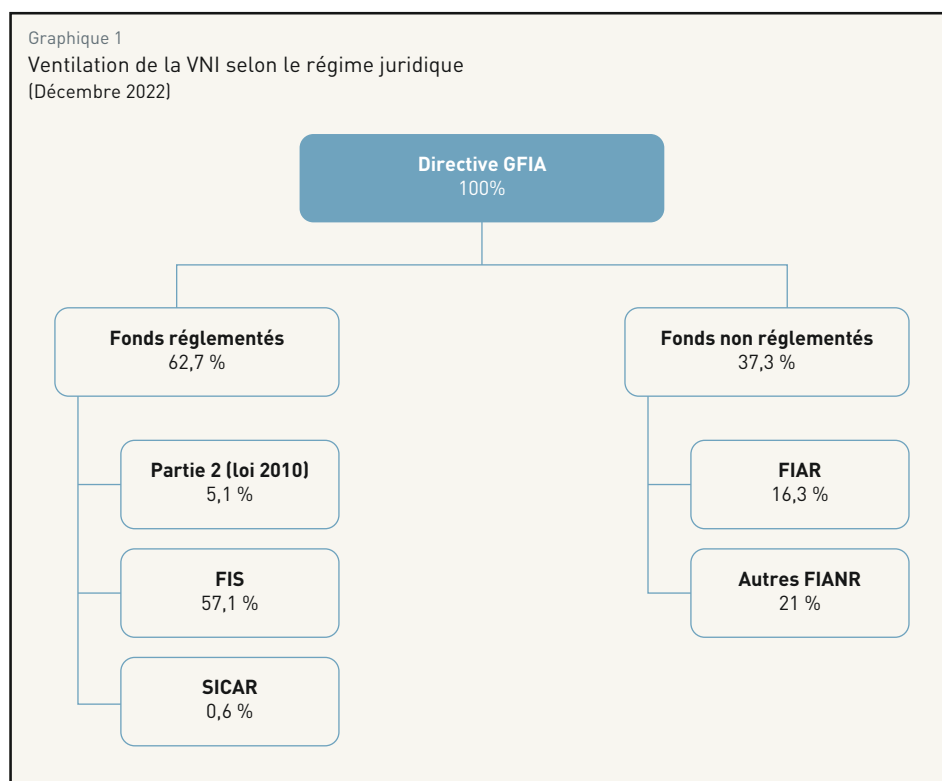 Graphique 1
Ventilation de la VNI selon le régime juridique
(Décembre 2022)
Directive GFIA
100%
Fonds réglementés
62,7 %
Fonds non réglementés
37,3 %
Partie 2 (loi 2010)
5,1 %
FIS
57,1 %
SICAR
0,6 %
FIAR
16,3 %
Autres FIANR
21 %